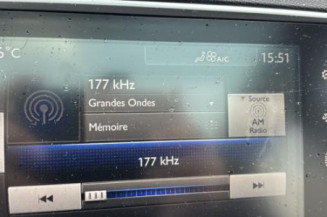 6°C
A/C
15:51
177 kHz
Grandes Ondes
Mémoire
Source
AM
Radio
177 kHz